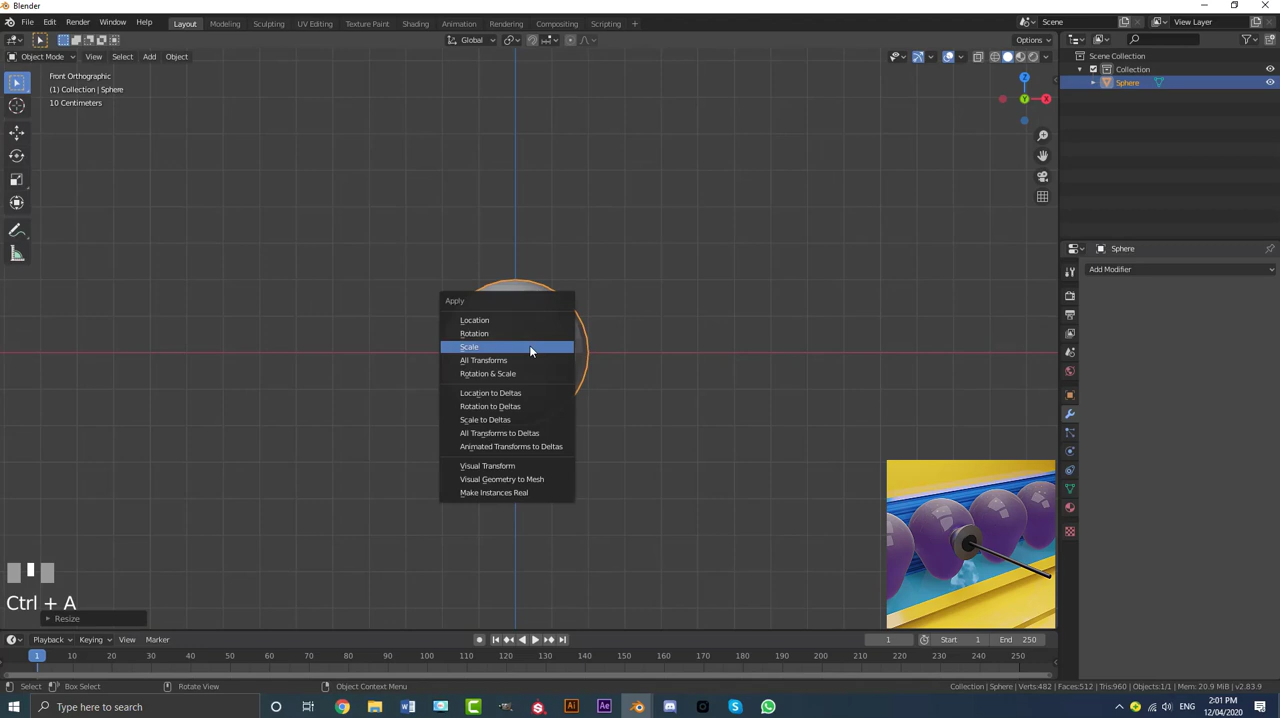 Blender
File Edit Render Window Help Layout Modeling Sculpting UV Editing Texture Paint Shading Animation Rendering Compositing Scripting + Scene View Layer
Global Options
Object Mode View Select Add Object
Front Orthographic
(1) Collection | Sphere
10 Centimeters
Scene Collection
Collection
Sphere
Z
Y
X
Sphere
Add Modifier
Apply
Location
Rotation
Scale
All Transforms
Rotation & Scale
Location to Deltas
Rotation to Deltas
Scale to Deltas
All Transforms to Deltas
Animated Transforms to Deltas
Visual Transform
Visual Geometry to Mesh
Make Instances Real
Ctrl + A
Resize
Playback Keying View Marker 1 Start 1 End 250
1 10 20 30 40 50 60 70 80 90 100 110 120 130 140 150 160 170 180 190 200 210 220 230 240 250
Select Box Select Rotate View Object Context Menu Collection | Sphere | Verts:482 | Faces:512 | Tris:960 | Objects:1/1 | Mem: 20.9 MiB | v2.83.9
Type here to search
2:01 PM
12/04/2020